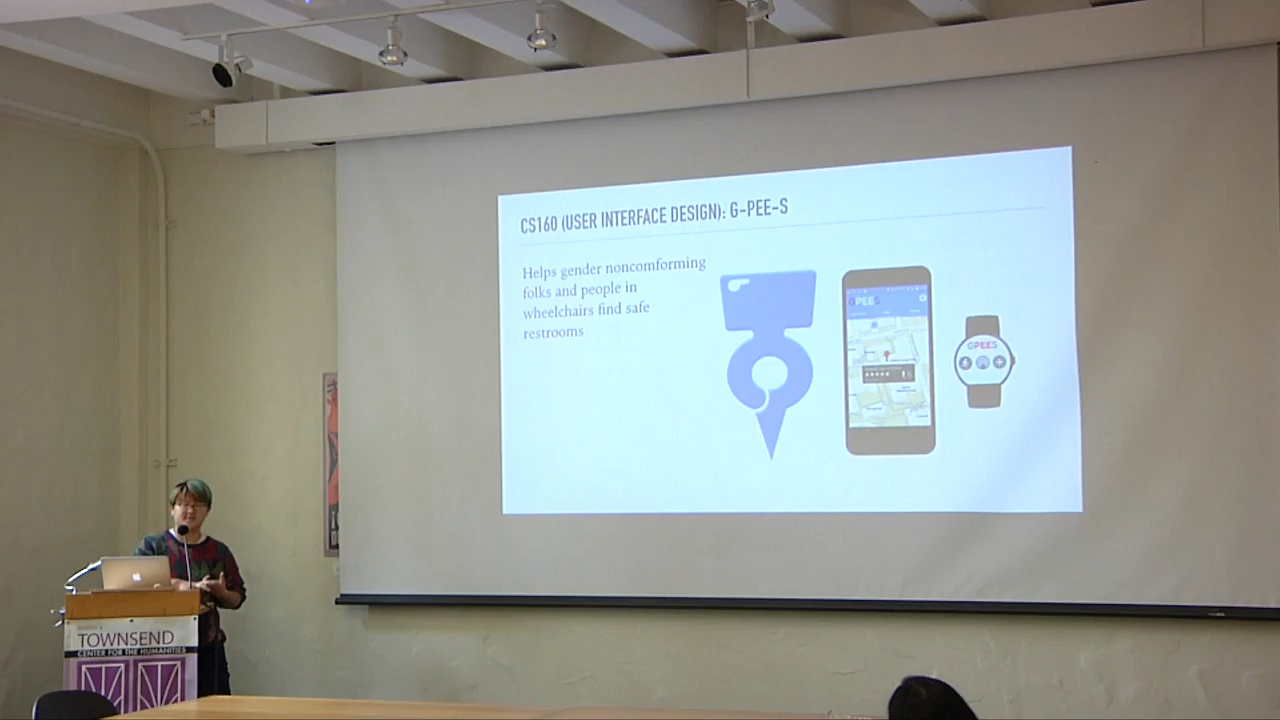 CS160 (USER INTERFACE DESIGN): G-PEE-S
Helps gender noncomforming
folks and people in
wheelchairs find safe
restrooms
GPEES
GPEES
TOWNSEND
CENTER FOR THE HUMANITIES